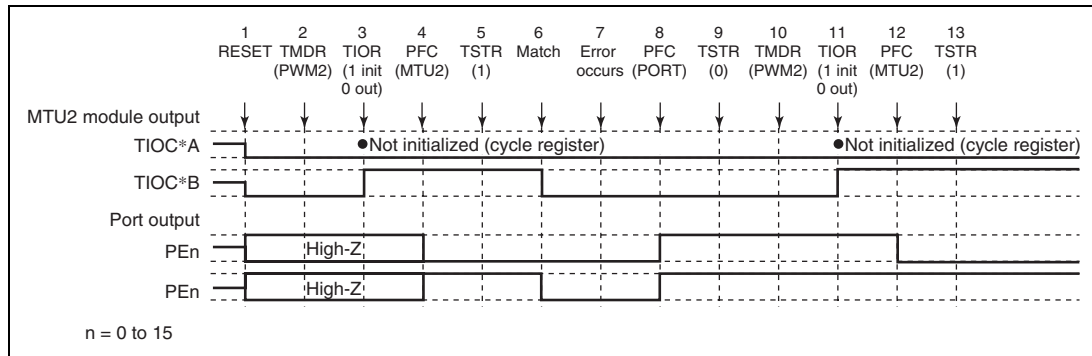 1 2 3 4 5 6 7 8 9 10 11 12 13
RESET TMDR TIOR PFC TSTR Match Error PFC TSTR TMDR TIOR PFC TSTR
(PWM2) (1 init (MTU2) (1) occurs (PORT) (0) (PWM2) (1 init (MTU2) (1)
0 out) 0 out)
MTU2 module output
TIOC*A ●Not initialized (cycle register) ●Not initialized (cycle register)
TIOC*B
Port output
PEn High-Z
PEn High-Z
n = 0 to 15